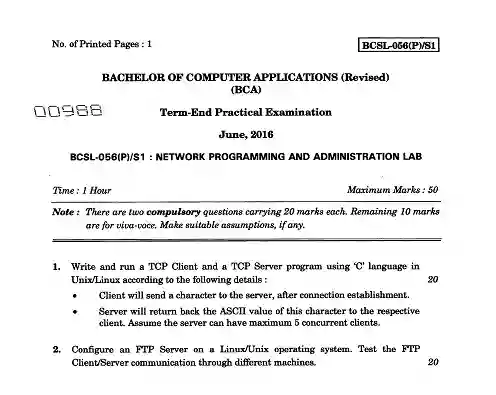 No. of Printed Pages : 1
BCSL-056(P)/S1
BACHELOR OF COMPUTER APPLICATIONS (Revised)
(BCA)
00988
Term-End Practical Examination
June, 2016
BCSL-056(P)/S1 : NETWORK PROGRAMMING AND ADMINISTRATION LAB
Time : 1 Hour
Maximum Marks : 50
Note : There are two compulsory questions carrying 20 marks each. Remaining 10 marks
are for viva-voce. Make suitable assumptions, if any.
1. Write and run a TCP Client and a TCP Server program using 'C' language in
Unix/Linux according to the following details : 20
• Client will send a character to the server, after connection establishment.
• Server will return back the ASCII value of this character to the respective
client. Assume the server can have maximum 5 concurrent clients.
2. Configure an FTP Server on a Linux/Unix operating system. Test the FTP
Client/Server communication through different machines. 20